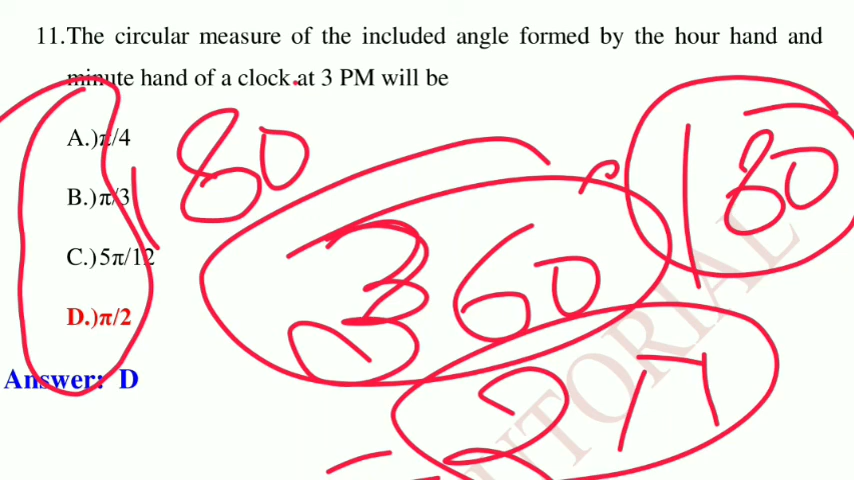 11.The circular measure of the included angle formed by the hour hand and
minute hand of a clock at 3 PM will be
A.)π/4
180
180
B.)π/3
C.)5π/12
360
D.)π/2
Answer: D
2π
TUTORIAL